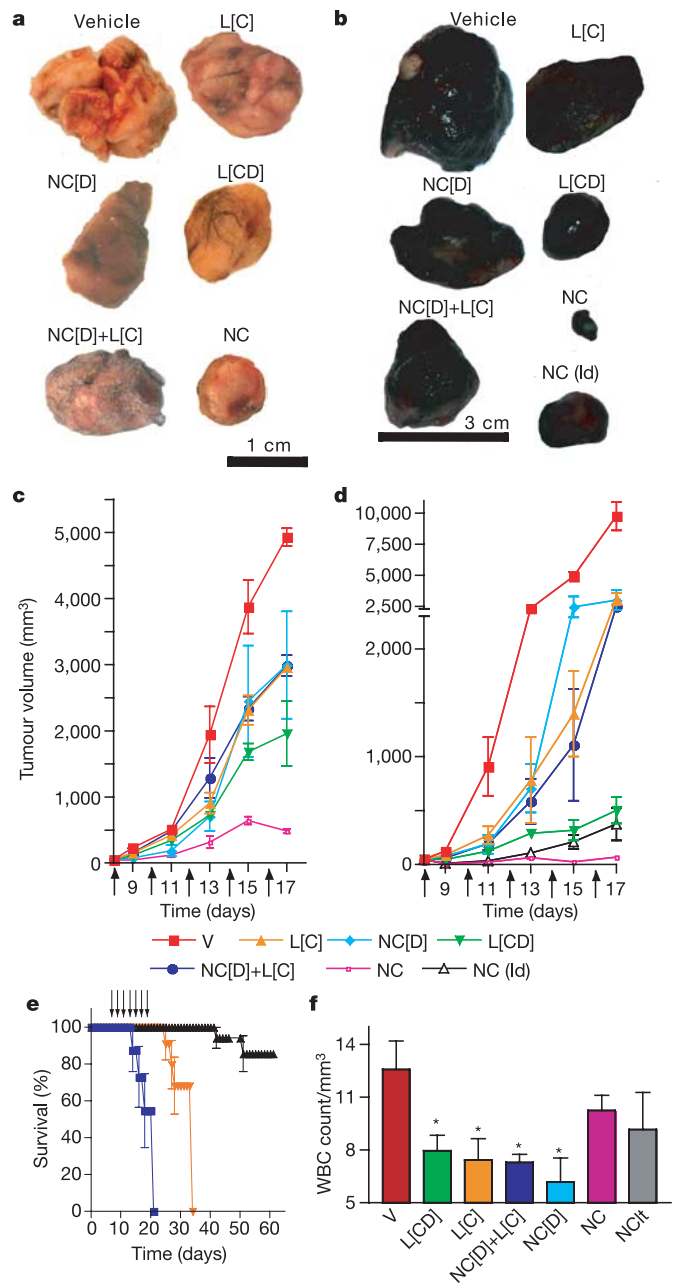 a
Vehicle
L[C]
NC[D]
L[CD]
NC[D]+L[C]
NC
1 cm
b
Vehicle
L[C]
NC[D]
L[CD]
NC[D]+L[C]
NC
NC (ld)
3 cm
c
Tumour volume (mm³)
5,000
4,000
3,000
2,000
1,000
0
9 11 13 15 17
Time (days)
d
10,000
7,500
5,000
2,500
2,000
1,000
0
9 11 13 15 17
Time (days)
V L[C] NC[D] L[CD]
NC[D]+L[C] NC NC (ld)
e
Survival (%)
100
80
60
40
20
0
0 10 20 30 40 50 60
Time (days)
f
WBC count/mm³
14
11
8
5
* * * *
V L[CD] L[C] NC[D]+L[C] NC[D] NC NClt